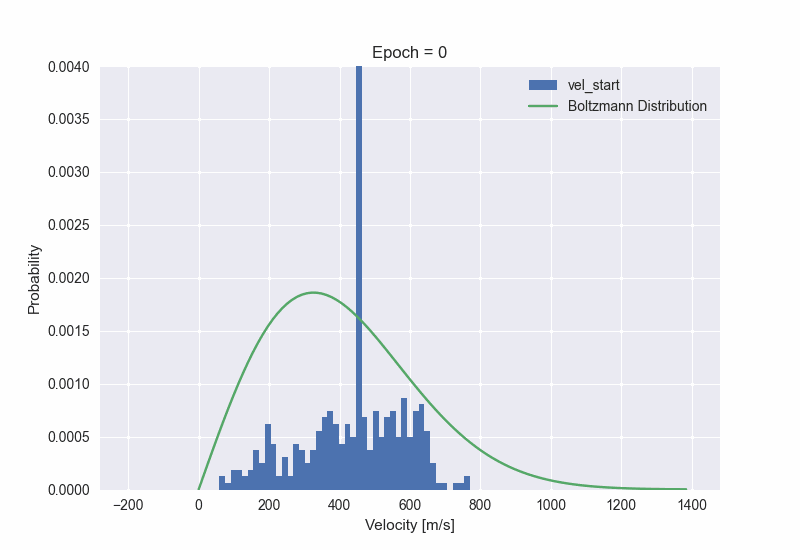 Epoch = 0
0.0040
0.0035
0.0030
0.0025
0.0020
0.0015
0.0010
0.0005
0.0000
Probability
vel_start
Boltzmann Distribution
−200 0 200 400 600 800 1000 1200 1400
Velocity [m/s]